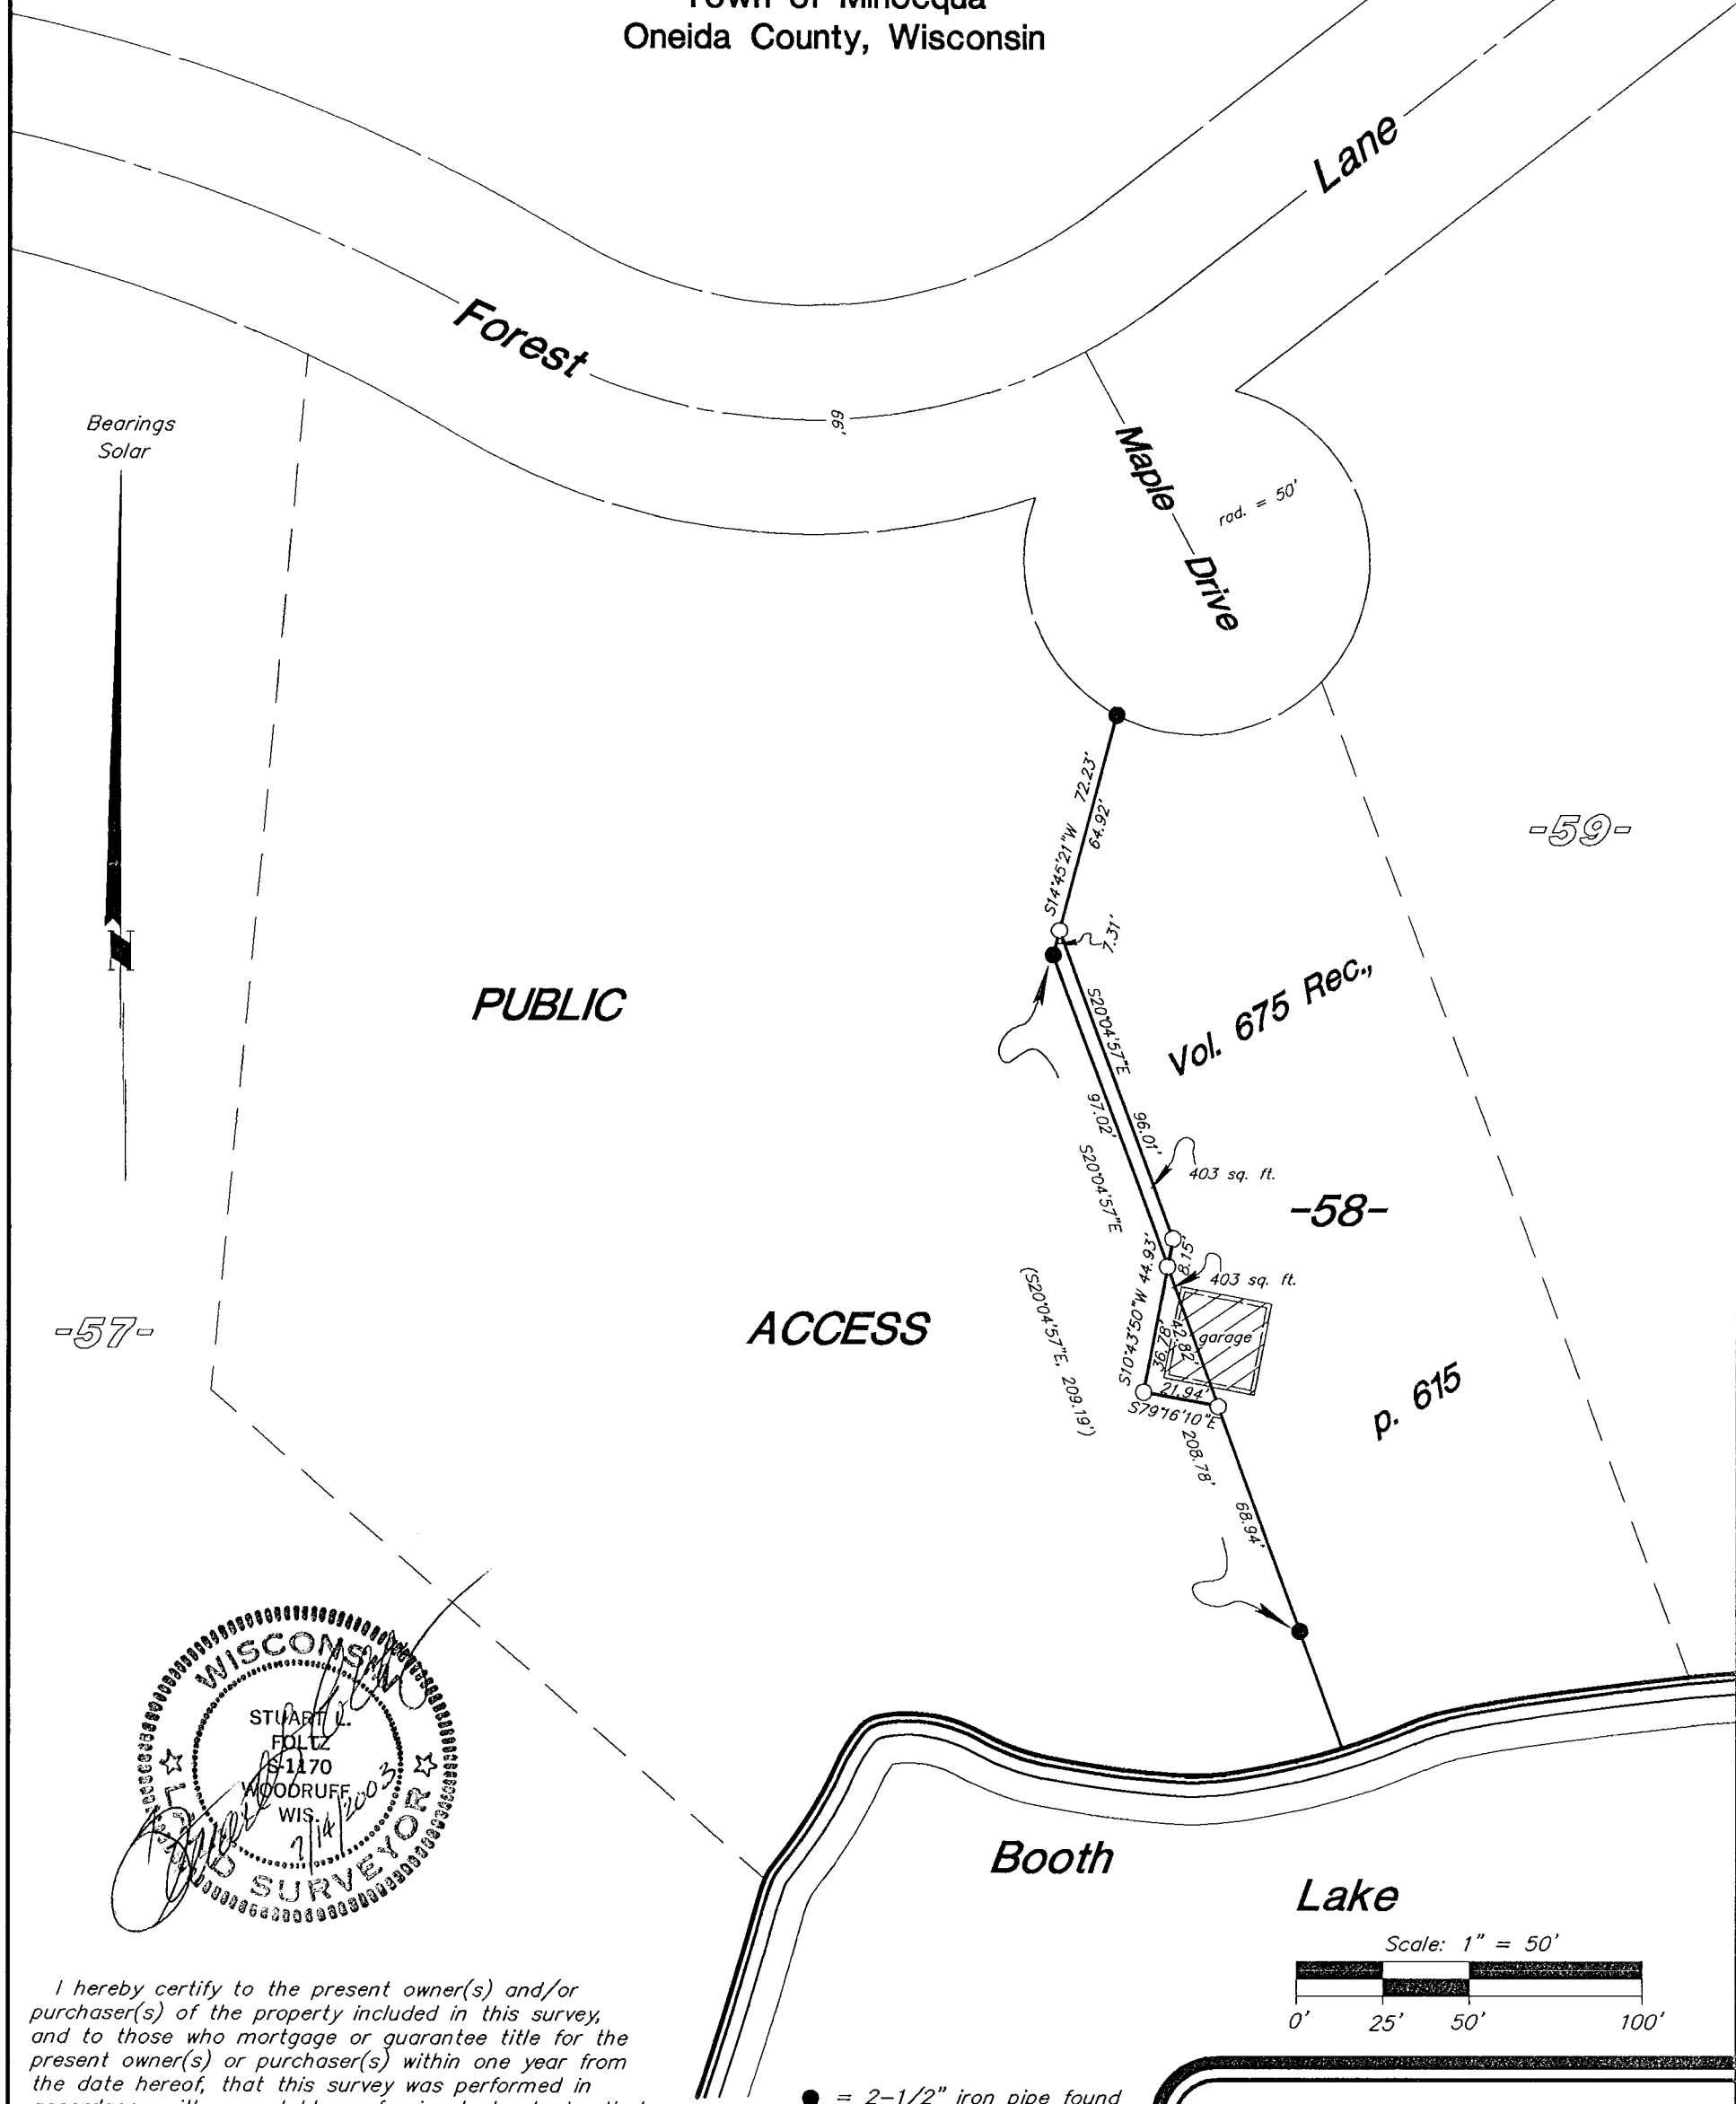 Town of Minocqua
Oneida County, Wisconsin
Lane
Forest
66'
Bearings
Solar
N
Maple
Drive
rad. = 50'
S14°45'21"W 72.23'
64.92'
7.31'
-59-
PUBLIC
Vol. 675 Rec.,
S20°04'57"E
96.01'
97.02'
S20°04'57"E
403 sq. ft.
-58-
8.15'
403 sq. ft.
S10°43'50"W 44.93'
36.78'
42.82'
garage
21.94'
S79°16'10"E
(S20°04'57"E, 209.19')
-57-
ACCESS
p. 615
208.78'
68.94'
WISCONSIN
STUART L.
FOLTZ
S-1170
WOODRUFF,
WIS.
7/14/2003
SURVEYOR
Booth
Lake
Scale: 1" = 50'
0' 25' 50' 100'
I hereby certify to the present owner(s) and/or
purchaser(s) of the property included in this survey,
and to those who mortgage or guarantee title for the
present owner(s) or purchaser(s) within one year from
the date hereof, that this survey was performed in
● = 2-1/2" iron pipe found